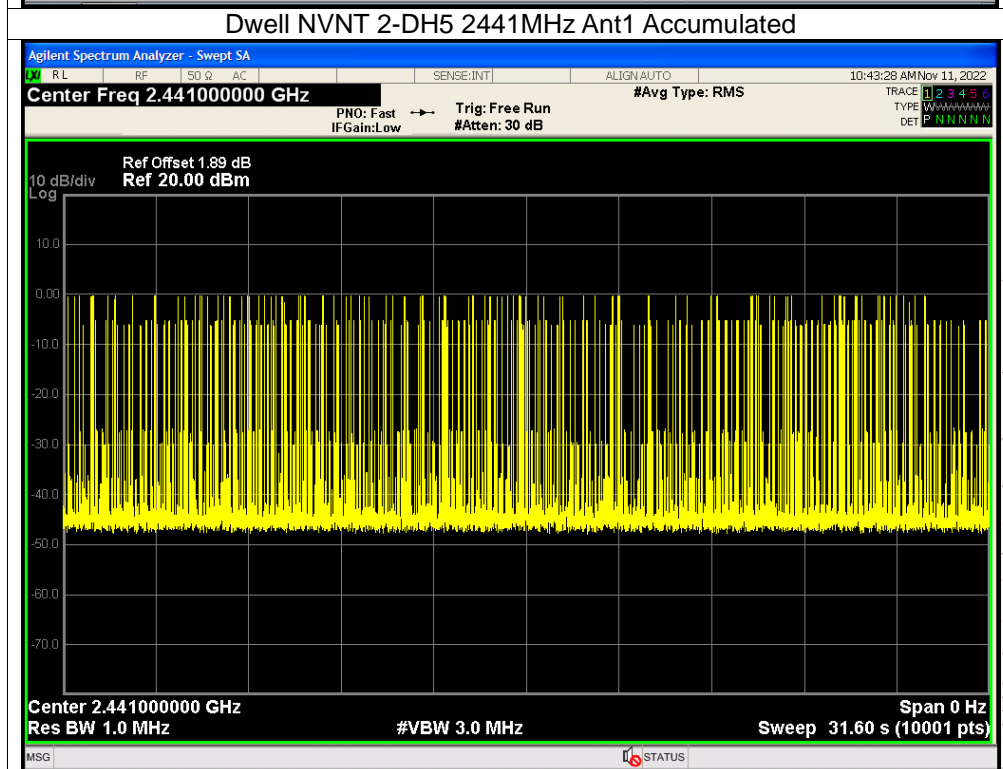 Dwell NVNT 2-DH5 2441MHz Ant1 Accumulated
Agilent Spectrum Analyzer - Swept SA
LXI RL RF 50 Ω AC SENSE:INT ALIGN AUTO 10:43:28 AM Nov 11, 2022
Center Freq 2.441000000 GHz #Avg Type: RMS TRACE 1 2 3 4 5 6
PNO: Fast Trig: Free Run TYPE WWWWWW
IFGain:Low #Atten: 30 dB DET P N N N N N
Ref Offset 1.89 dB
10 dB/div Ref 20.00 dBm
Log
10.0
0.00
-10.0
-20.0
-30.0
-40.0
-50.0
-60.0
-70.0
Center 2.441000000 GHz Span 0 Hz
Res BW 1.0 MHz #VBW 3.0 MHz Sweep 31.60 s (10001 pts)
MSG STATUS